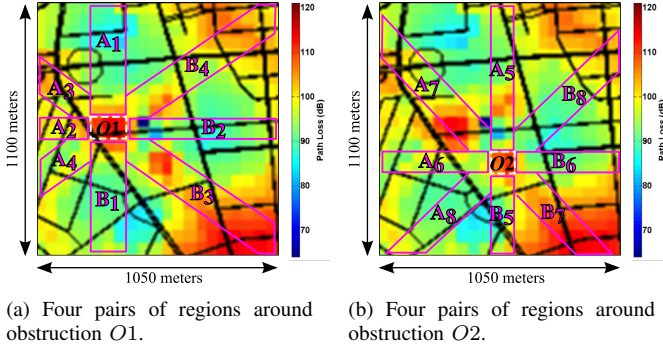 120
110
100
90
80
70
Path Loss (dB)
1100 meters
1050 meters
A1
A2
A3
A4
O1
B1
B2
B3
B4
120
110
100
90
80
70
Path Loss (dB)
1100 meters
1050 meters
A5
A6
A7
A8
O2
B5
B6
B7
B8
(a) Four pairs of regions around
obstruction O1.
(b) Four pairs of regions around
obstruction O2.